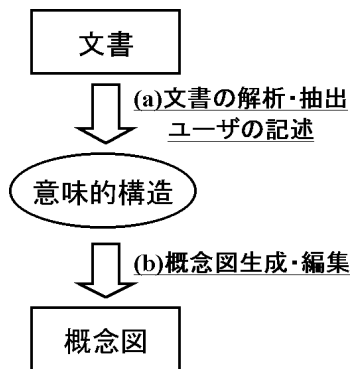 文書
(a)文書の解析・抽出
ユーザの記述
意味的構造
(b)概念図生成・編集
概念図